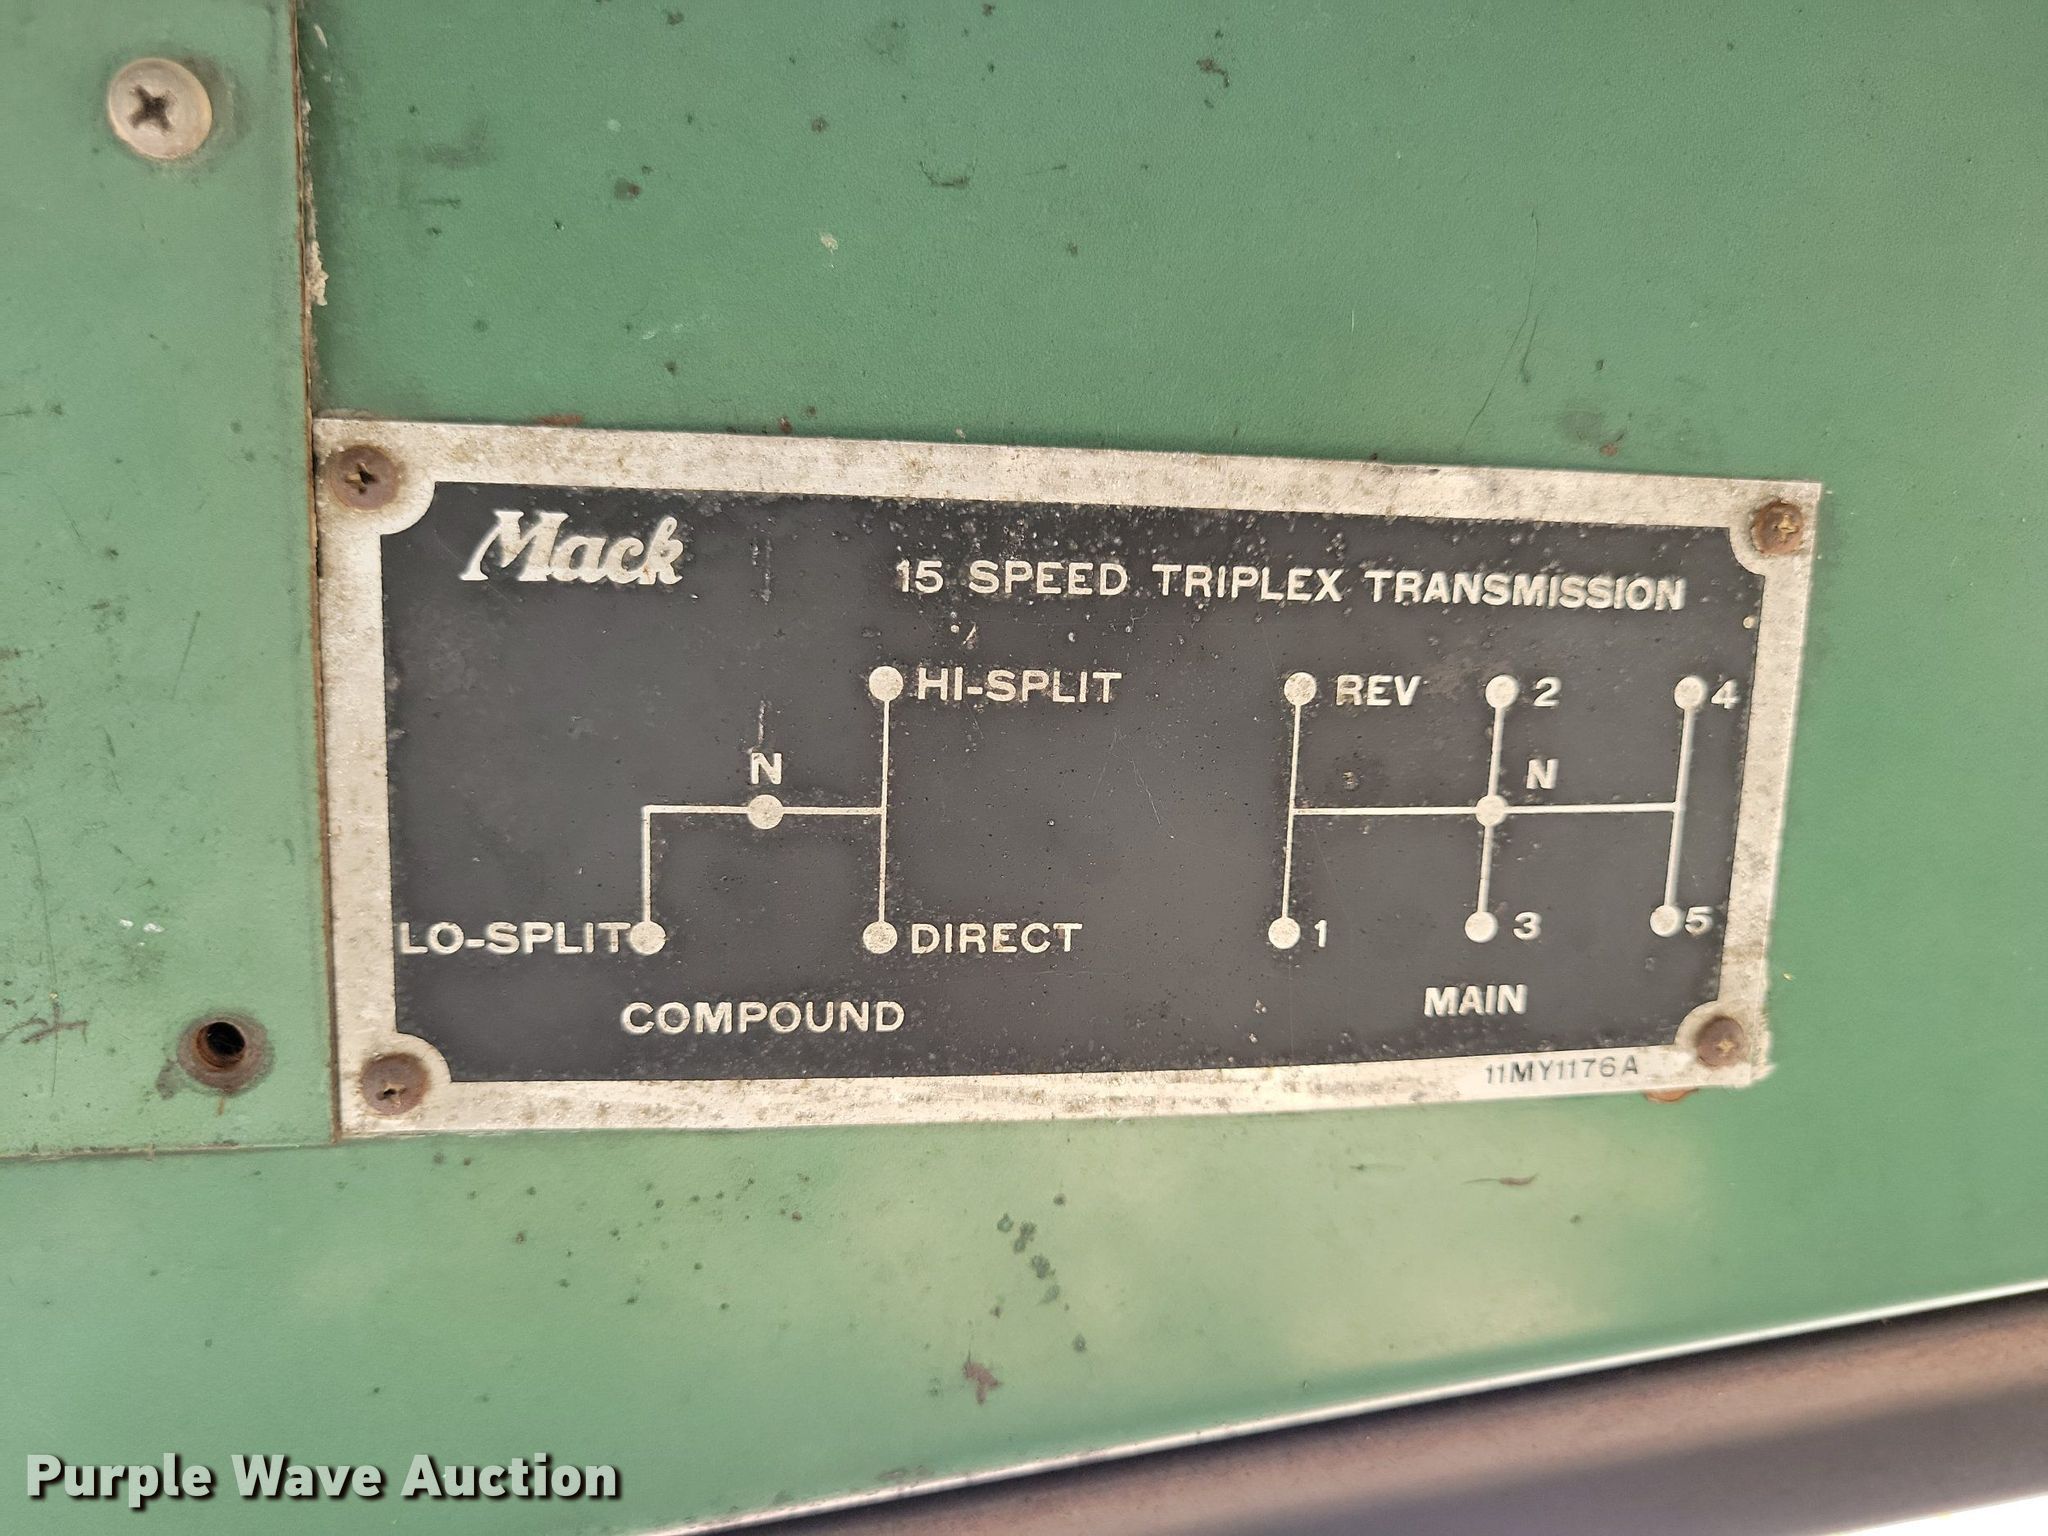 Mack
15 SPEED TRIPLEX TRANSMISSION
HI-SPLIT
REV
2
4
N
N
LO-SPLIT
DIRECT
1
3
5
COMPOUND
MAIN
11MY1176A
Purple Wave Auction